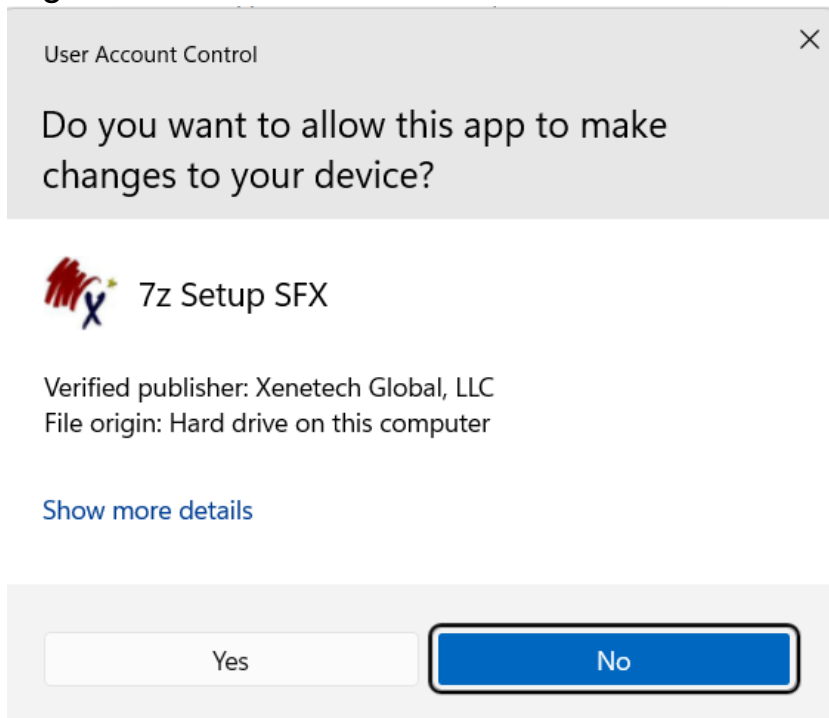 User Account Control
Do you want to allow this app to make
changes to your device?
7z Setup SFX
Verified publisher: Xenetech Global, LLC
File origin: Hard drive on this computer
Show more details
Yes
No